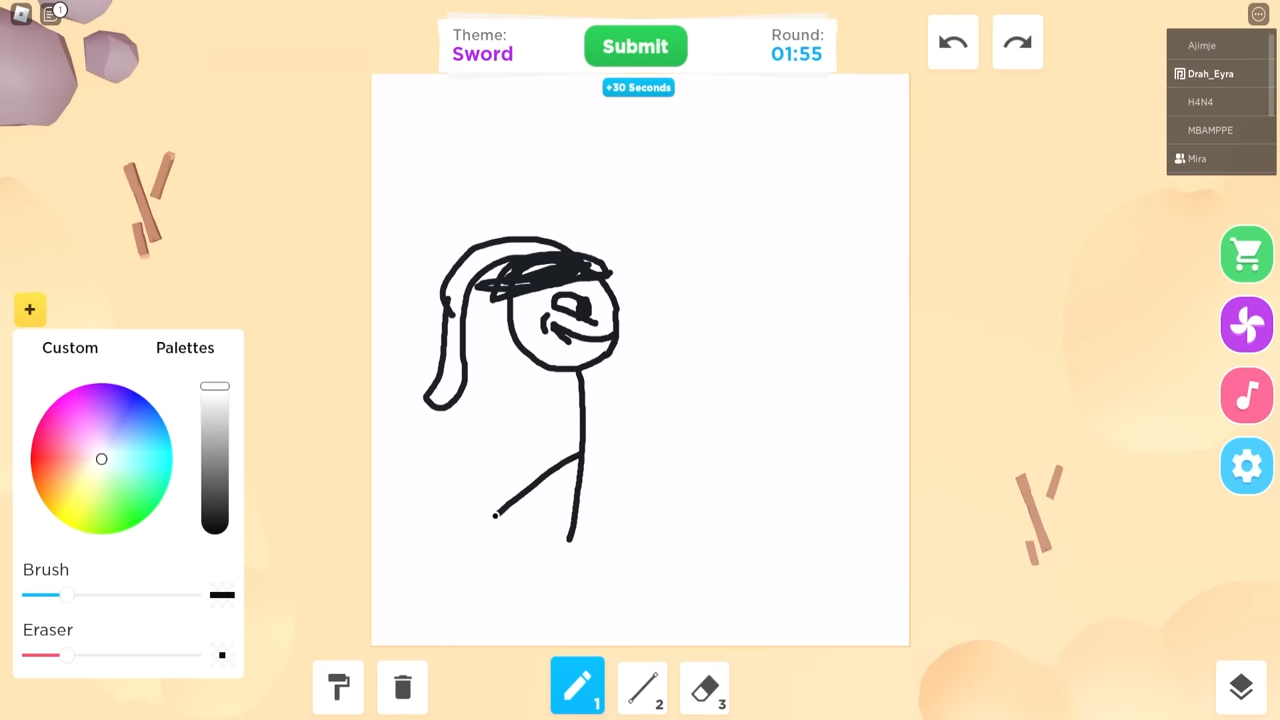 1
Theme:
Sword
Submit
Round:
01:55
+30 Seconds
Ajimje
Drah_Eyra
H4N4
MBAMPPE
Mira
+
Custom
Palettes
Brush
Eraser
1
2
3